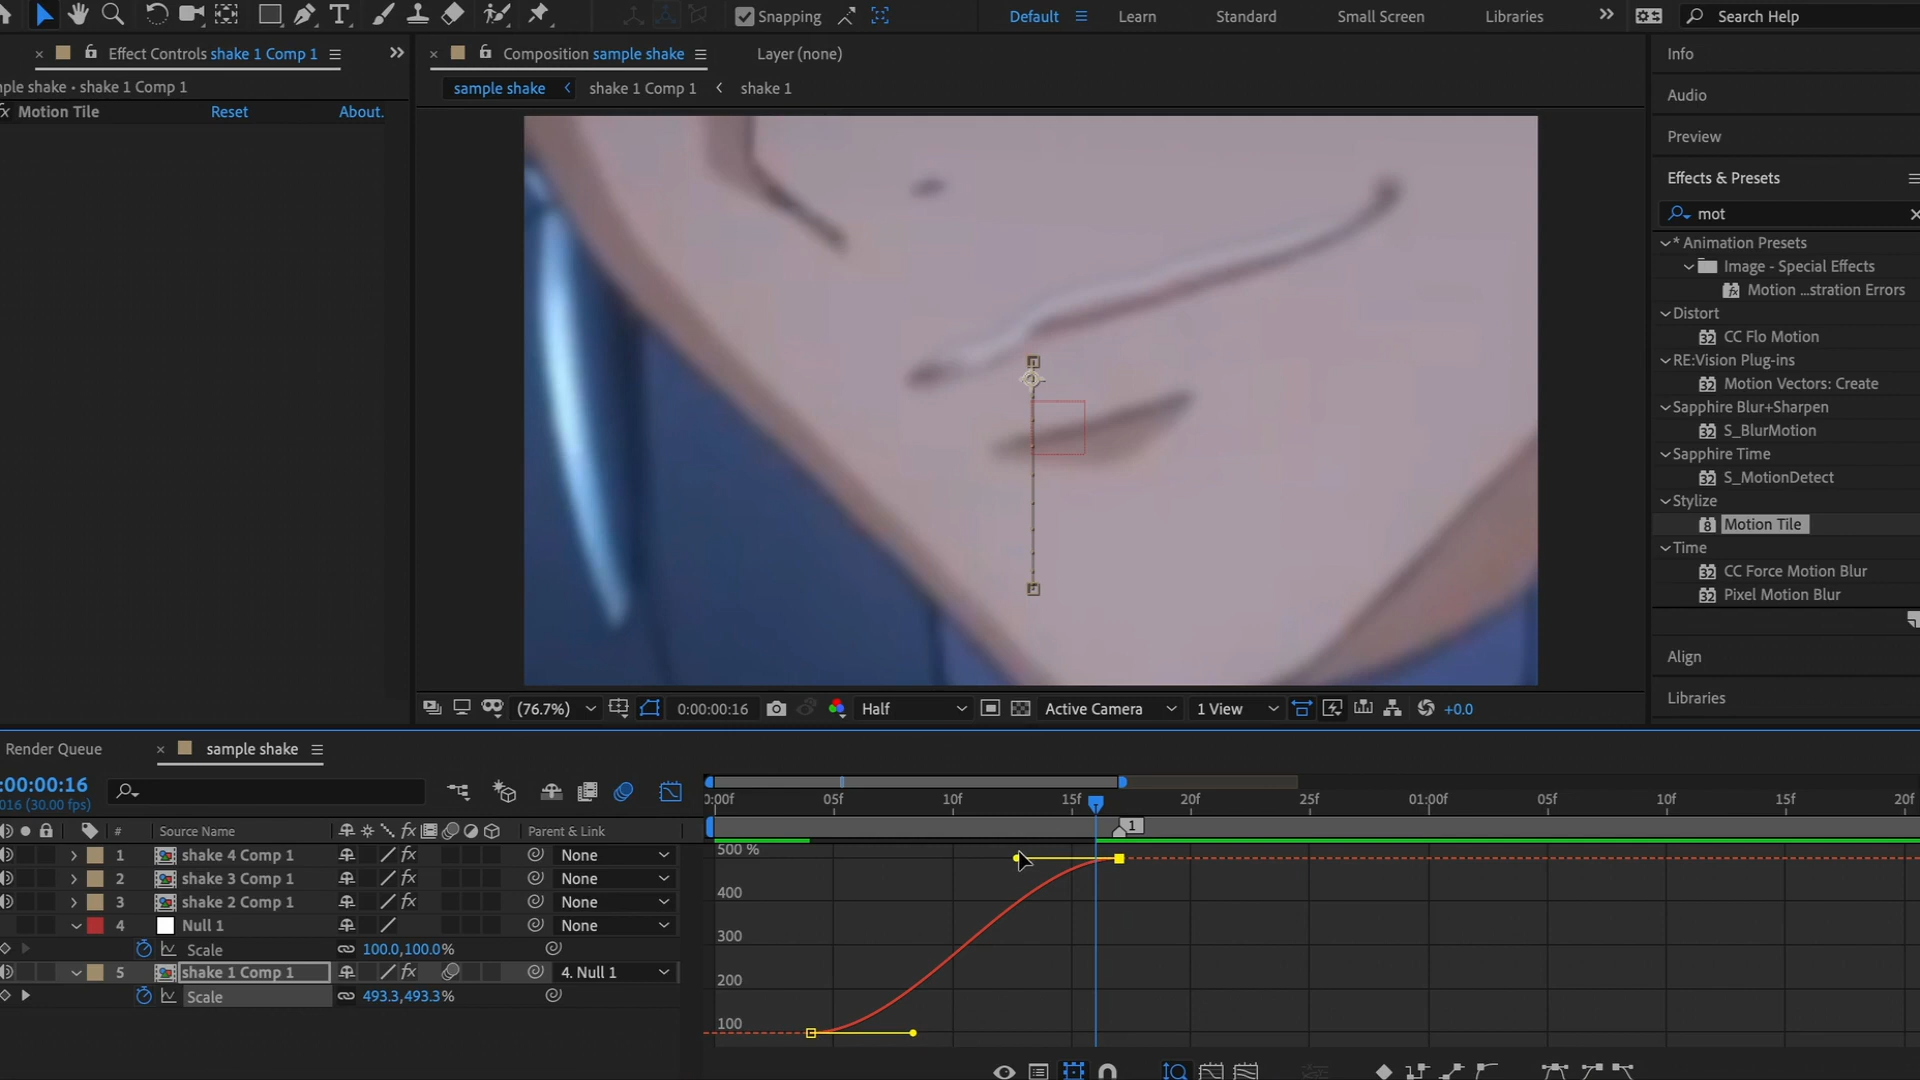 Snapping
Default
Learn
Standard
Small Screen
Libraries
Search Help
Effect Controls shake 1 Comp 1
Composition sample shake
Layer (none)
Info
ple shake • shake 1 Comp 1
sample shake
shake 1 Comp 1
shake 1
Motion Tile
Reset
About.
Audio
Preview
Effects & Presets
mot
* Animation Presets
Image - Special Effects
Motion ...stration Errors
Distort
CC Flo Motion
RE:Vision Plug-ins
Motion Vectors: Create
Sapphire Blur+Sharpen
S_BlurMotion
Sapphire Time
S_MotionDetect
Stylize
Motion Tile
Time
CC Force Motion Blur
Pixel Motion Blur
Align
Libraries
(76.7%)
0:00:00:16
Half
Active Camera
1 View
+0.0
Render Queue
sample shake
:00:00:16
016 (30.00 fps)
0:00f 05f 10f 15f 20f 25f 01:00f 05f 10f 15f 20f
1
# Source Name fx Parent & Link
1 shake 4 Comp 1 fx None
2 shake 3 Comp 1 fx None
3 shake 2 Comp 1 fx None
4 Null 1 None
Scale 100.0,100.0%
5 shake 1 Comp 1 fx 4. Null 1
Scale 493.3,493.3%
500 %
400
300
200
100